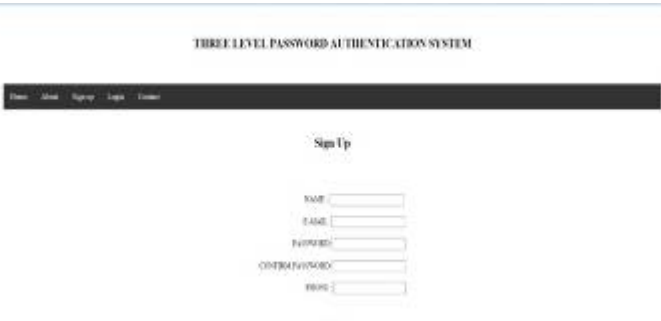 THREE LEVEL PASSWORD AUTHENTICATION SYSTEM
Home About Sign up Login Contact
Sign Up
NAME
E-MAIL
PASSWORD
CONFIRM PASSWORD
PHONE